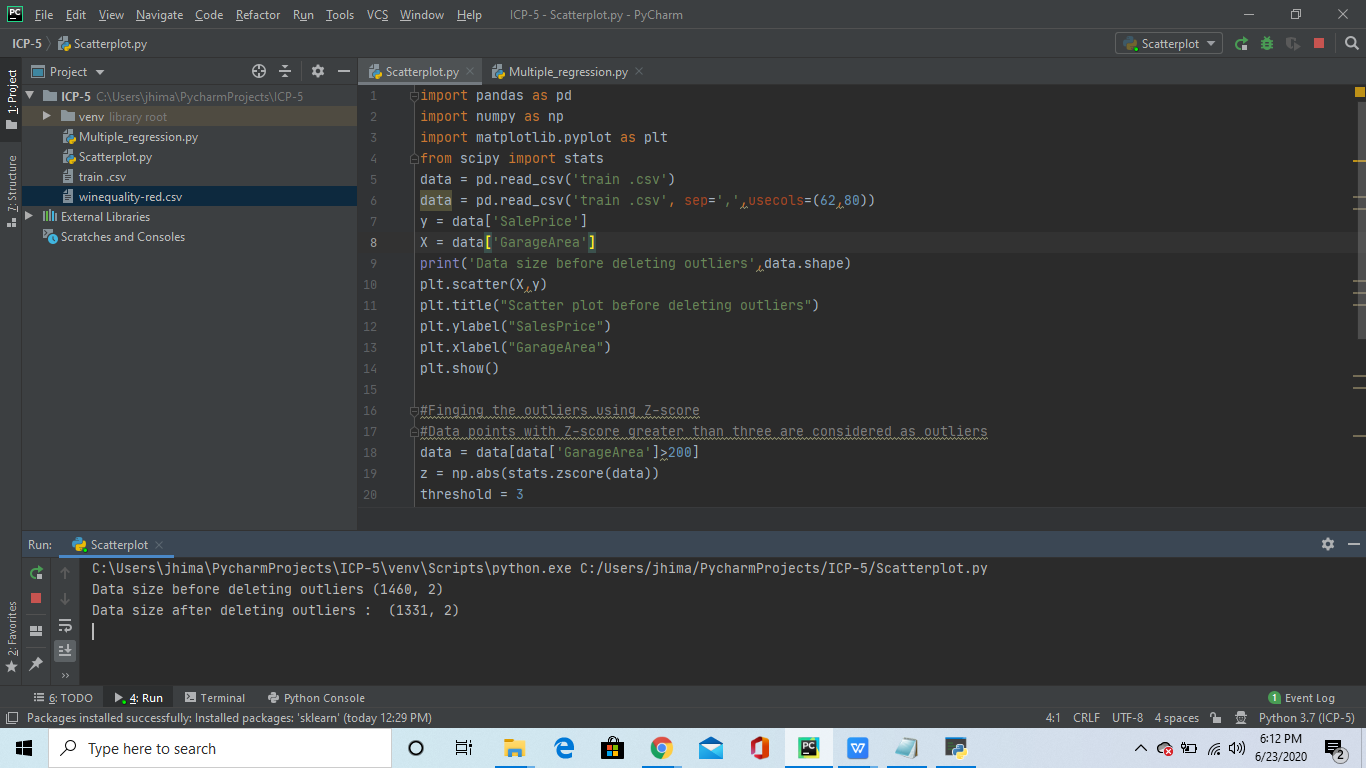 PC File Edit View Navigate Code Refactor Run Tools VCS Window Help ICP-5 - Scatterplot.py - PyCharm
ICP-5 Scatterplot.py Scatterplot
1: Project
Project
Scatterplot.py Multiple_regression.py
ICP-5 C:\Users\jhima\PycharmProjects\ICP-5
venv library root
Multiple_regression.py
Scatterplot.py
train .csv
winequality-red.csv
External Libraries
Scratches and Consoles
7: Structure
1 import pandas as pd
2 import numpy as np
3 import matplotlib.pyplot as plt
4 from scipy import stats
5 data = pd.read_csv('train .csv')
6 data = pd.read_csv('train .csv', sep=',',usecols=(62,80))
7 y = data['SalePrice']
8 X = data['GarageArea']
9 print('Data size before deleting outliers',data.shape)
10 plt.scatter(X,y)
11 plt.title("Scatter plot before deleting outliers")
12 plt.ylabel("SalesPrice")
13 plt.xlabel("GarageArea")
14 plt.show()
15
16 #Finging the outliers using Z-score
17 #Data points with Z-score greater than three are considered as outliers
18 data = data[data['GarageArea']>200]
19 z = np.abs(stats.zscore(data))
20 threshold = 3
Run: Scatterplot
C:\Users\jhima\PycharmProjects\ICP-5\venv\Scripts\python.exe C:/Users/jhima/PycharmProjects/ICP-5/Scatterplot.py
Data size before deleting outliers (1460, 2)
Data size after deleting outliers :  (1331, 2)
2: Favorites
6: TODO 4: Run Terminal Python Console 1 Event Log
Packages installed successfully: Installed packages: 'sklearn' (today 12:29 PM) 4:1 CRLF UTF-8 4 spaces Python 3.7 (ICP-5)
Type here to search
PC
W
6:12 PM
6/23/2020
2